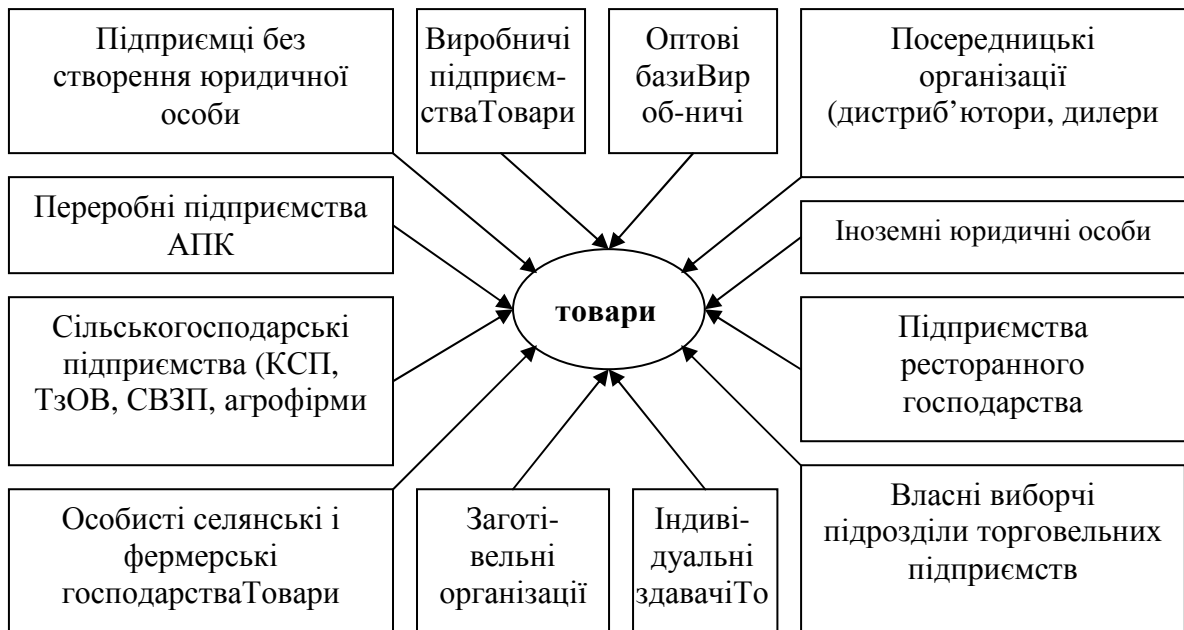 Підприємці без
створення юридичної
особи
Виробничі
підприєм-
стваТовари
Оптові
базиВир
об-ничі
Посередницькі
організації
(дистриб’ютори, дилери
Переробні підприємства
АПК
Іноземні юридичні особи
товари
Сільськогосподарські
підприємства (КСП,
ТзОВ, СВЗП, агрофірми
Підприємства
ресторанного
господарства
Особисті селянські і
фермерські
господарстваТовари
Заготі-
вельні
організації
Індиві-
дуальні
здавачіТо
Власні виборчі
підрозділи торговельних
підприємств